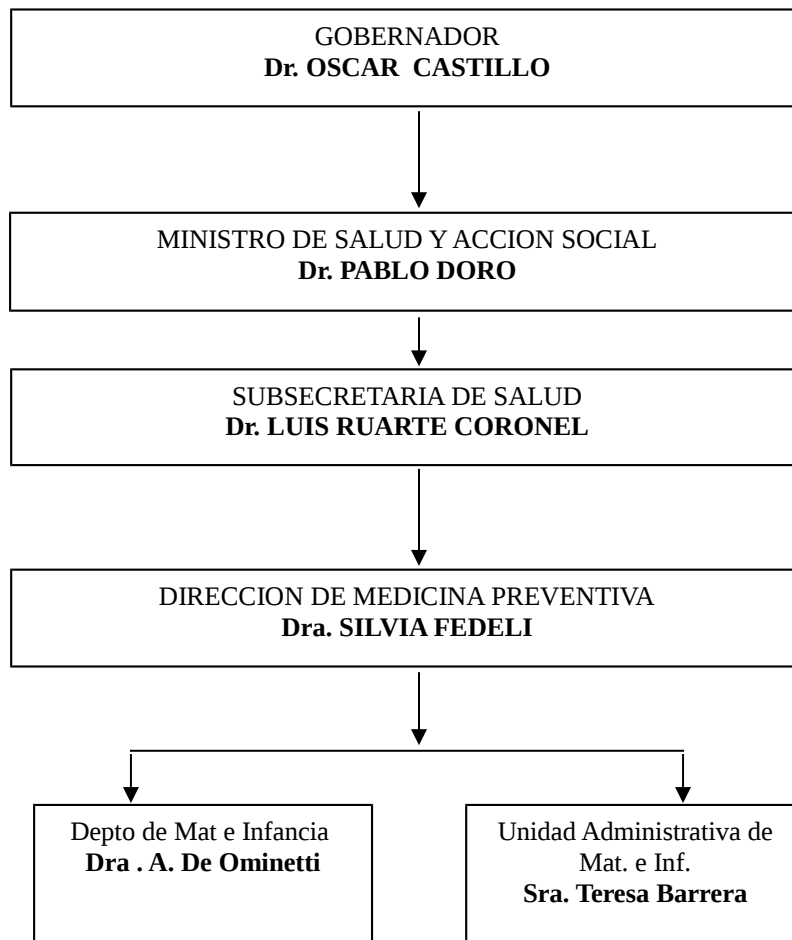 GOBERNADOR
Dr. OSCAR CASTILLO
MINISTRO DE SALUD Y ACCION SOCIAL
Dr. PABLO DORO
SUBSECRETARIA DE SALUD
Dr. LUIS RUARTE CORONEL
DIRECCION DE MEDICINA PREVENTIVA
Dra. SILVIA FEDELI
Depto de Mat e Infancia
Dra . A. De Ominetti
Unidad Administrativa de
Mat. e Inf.
Sra. Teresa Barrera